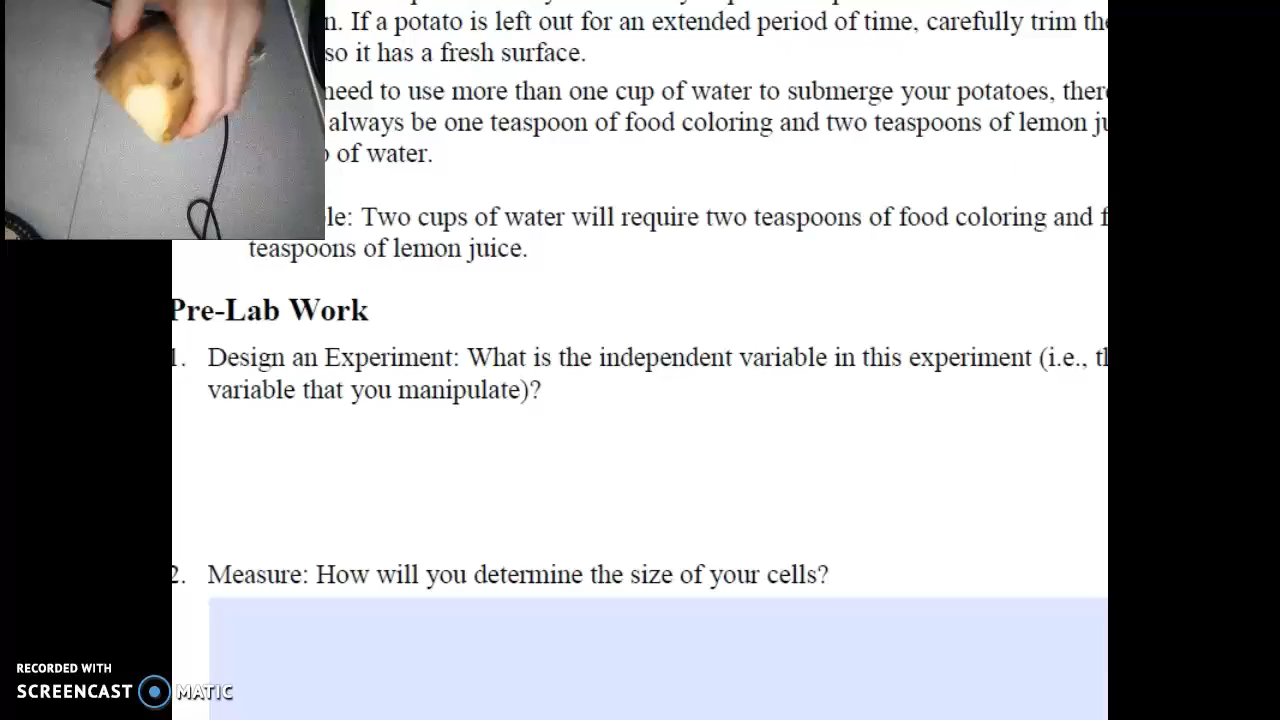 n. If a potato is left out for an extended period of time, carefully trim the
so it has a fresh surface.
need to use more than one cup of water to submerge your potatoes, there
always be one teaspoon of food coloring and two teaspoons of lemon ju
of water.
le: Two cups of water will require two teaspoons of food coloring and f
teaspoons of lemon juice.
Pre-Lab Work
1. Design an Experiment: What is the independent variable in this experiment (i.e., th
variable that you manipulate)?
2. Measure: How will you determine the size of your cells?
RECORDED WITH
SCREENCAST MATIC